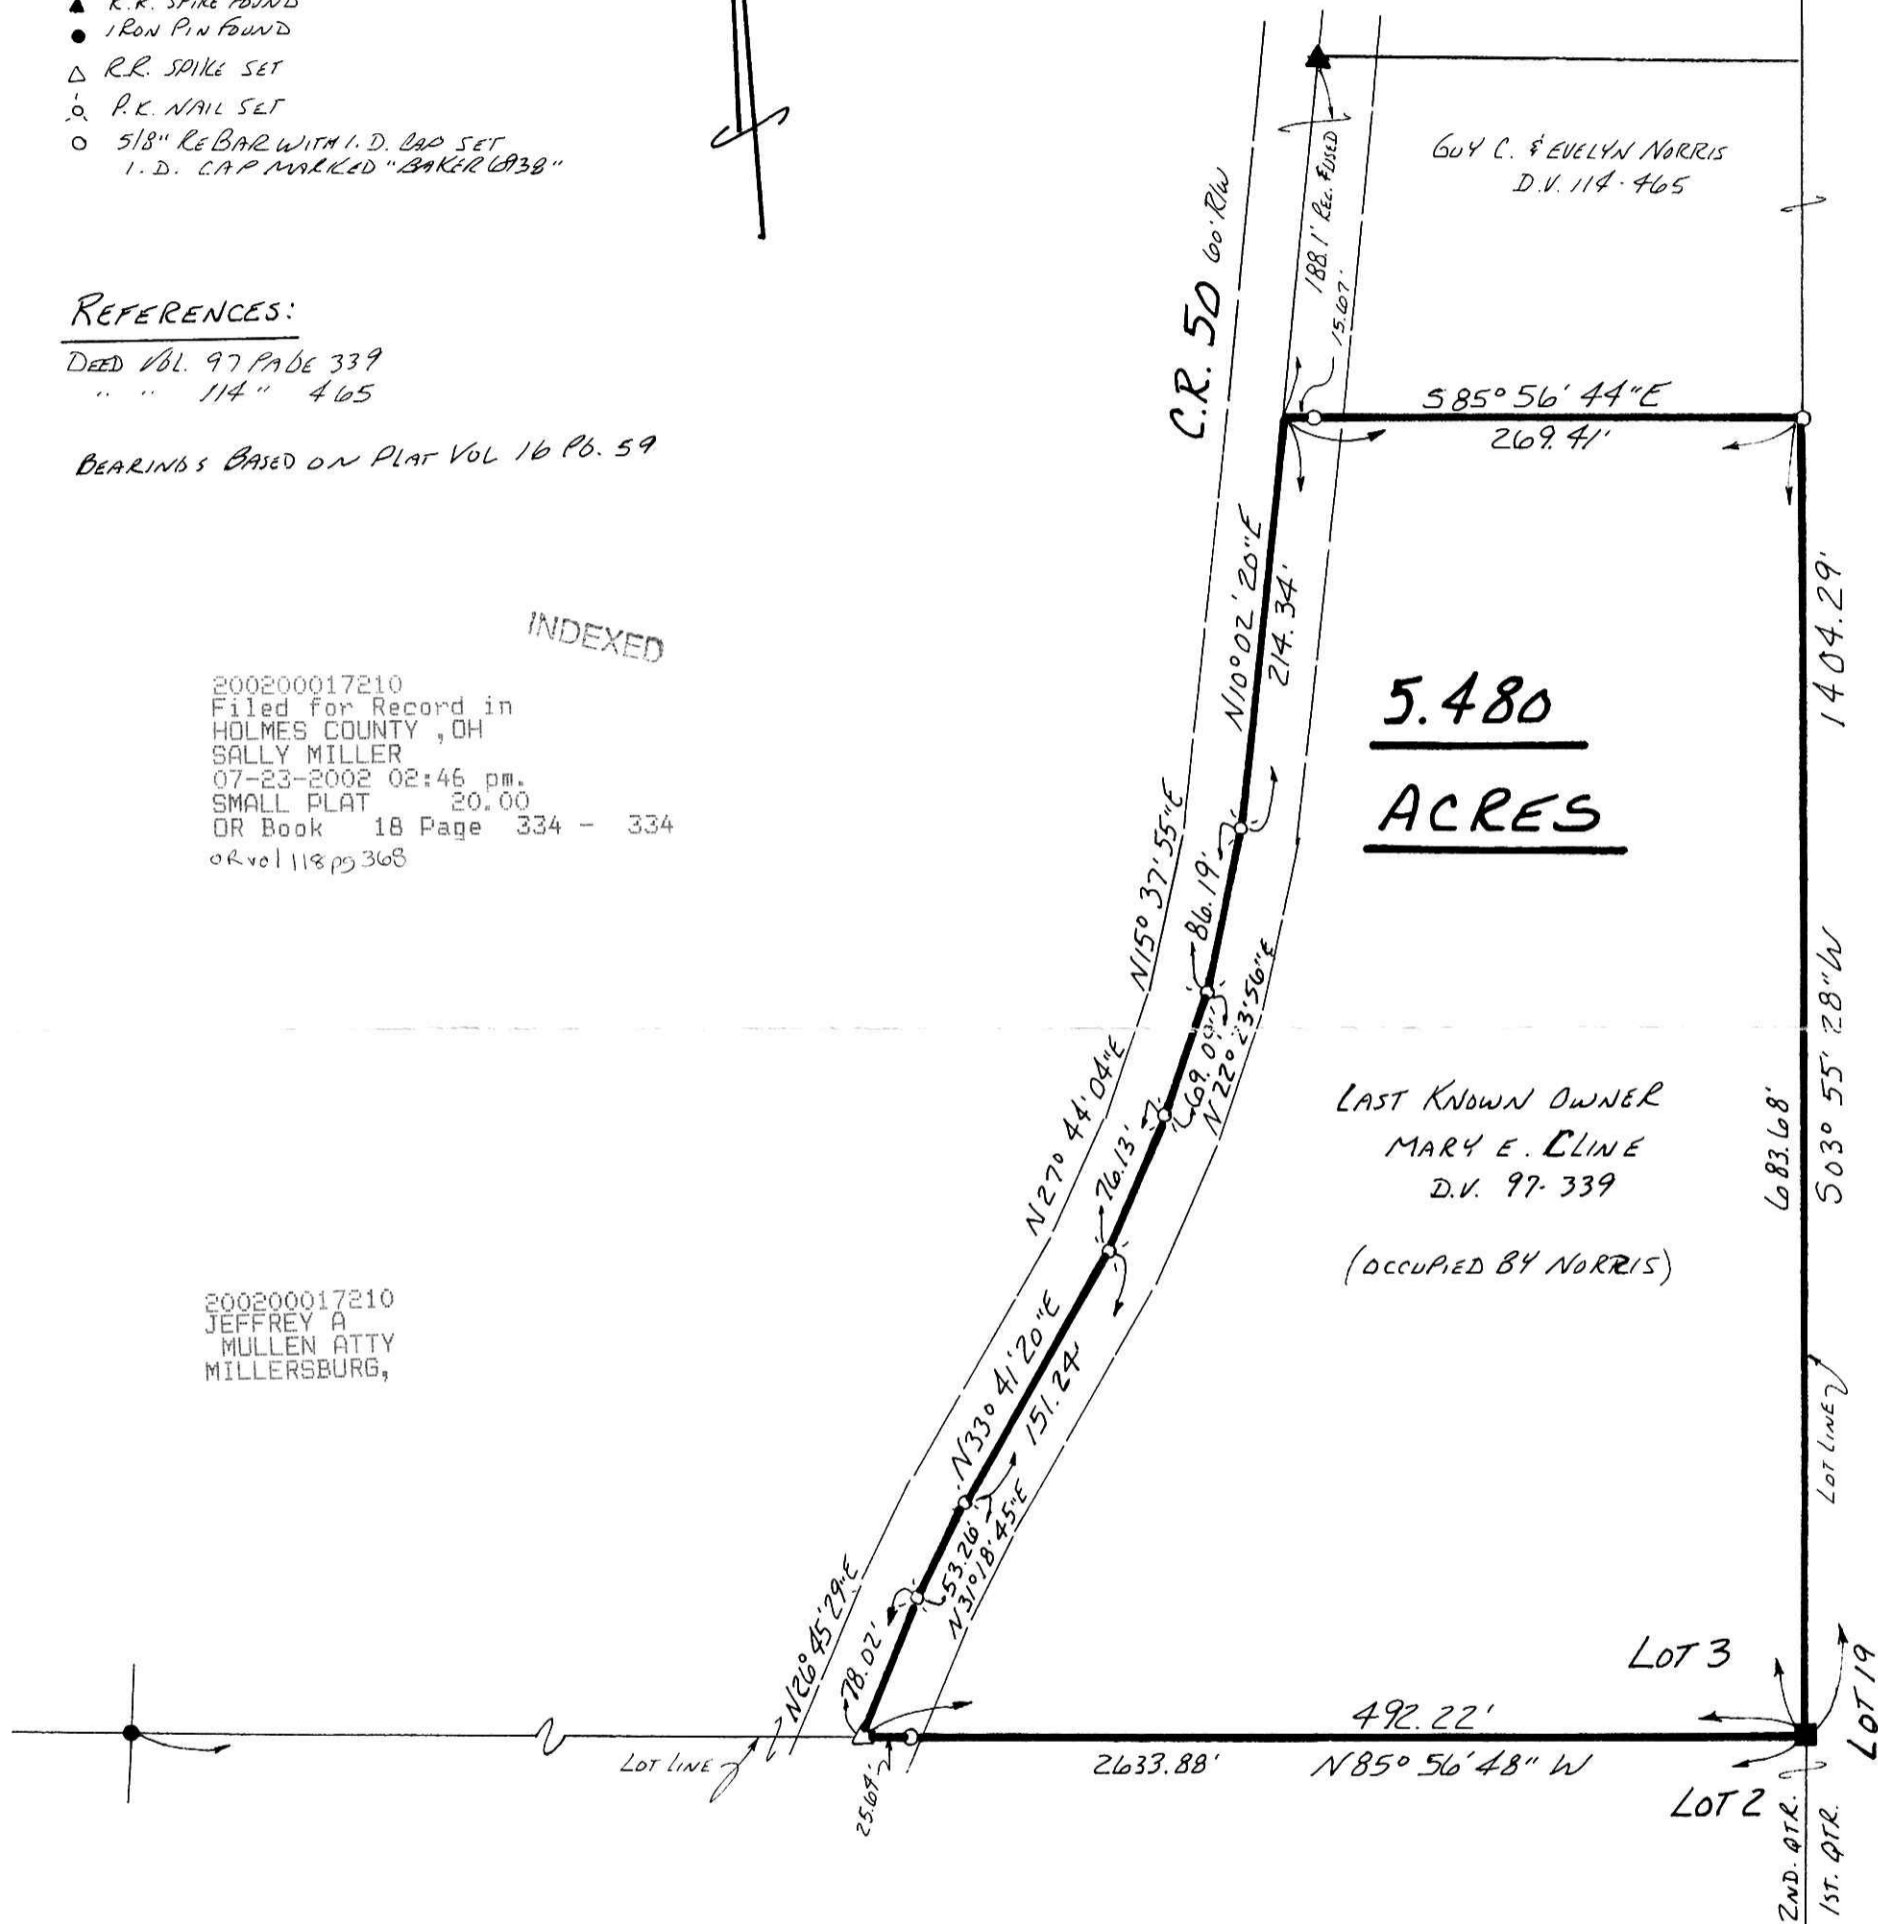 R.R. SPIKE FOUND
IRON PIN FOUND
R.R. SPIKE SET
P.K. NAIL SET
5/8" REBAR WITH I.D. CAP SET
I.D. CAP MARKED "BAKER 6938"
REFERENCES:
DEED VOL. 97 PAGE 339
" " 114 " 465
BEARINGS BASED ON PLAT VOL 16 PG. 59
INDEXED
200200017210
Filed for Record in
HOLMES COUNTY , OH
SALLY MILLER
07-23-2002 02:46 pm.
SMALL PLAT 20.00
OR Book 18 Page 334 - 334
OR vol 118 pg 368
200200017210
JEFFREY A
MULLEN ATTY
MILLERSBURG,
GUY C. & EVELYN NORRIS
D.V. 114-465
C.R. 50 60' R/W
188.1' REC. & USED
15.67'
S85° 56' 44"E
269.41'
N10° 02' 20"E
214.34'
1404.29'
5.480
ACRES
N15° 37' 55"E
86.19'
69.09'
N22° 23' 56"E
N27° 44' 04"E
76.13'
S03° 55' 28"W
683.68'
LAST KNOWN OWNER
MARY E. CLINE
D.V. 97-339
(OCCUPIED BY NORRIS)
N33° 41' 20"E
151.24'
53.26'
N31° 18' 45"E
N26° 45' 29"E
78.02'
LOT LINE
LOT 3
LOT 19
492.22'
LOT LINE
25.64'
2633.88' N85° 56' 48" W
LOT 2
2ND. QTR.
1ST. QTR.